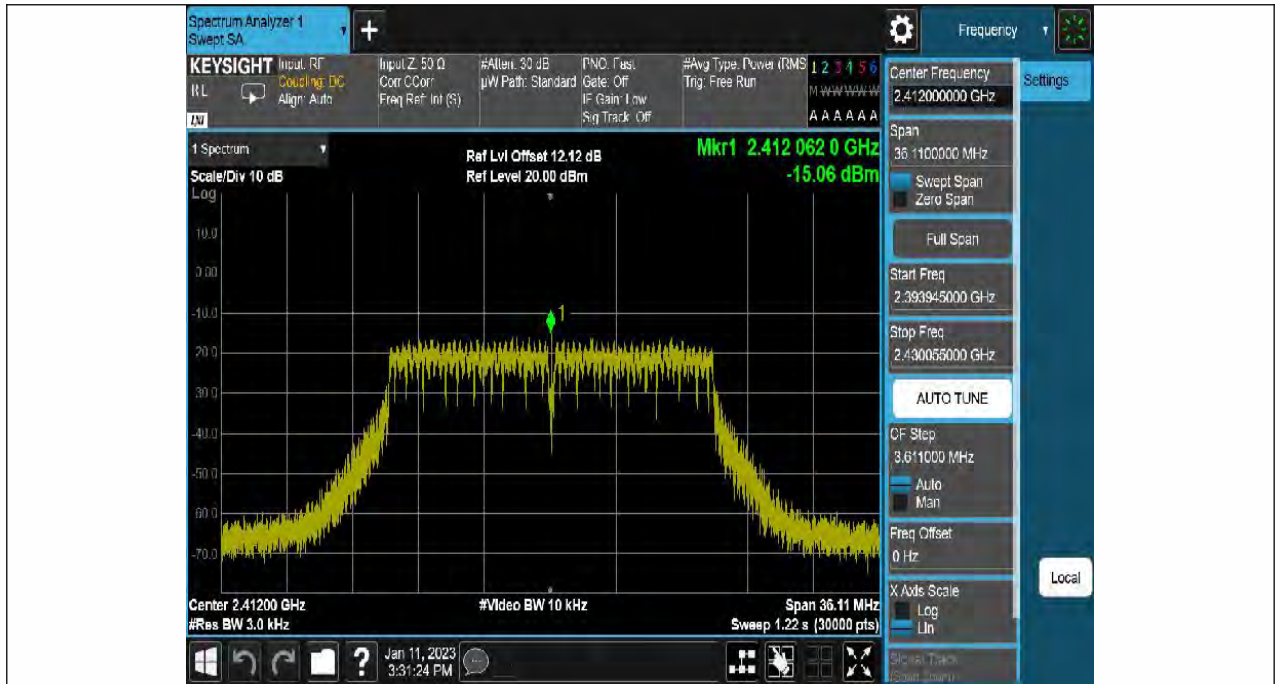 Spectrum Analyzer 1
Swept SA
+
Frequency
KEYSIGHT
RL
LXI
Input: RF
Coupling: DC
Align: Auto
Input Z: 50 Ω
Corr CCorr
Freq Ref: Int (S)
#Atten: 30 dB
µW Path: Standard
PNO: Fast
Gate: Off
IF Gain: Low
Sig Track: Off
#Avg Type: Power (RMS
Trig: Free Run
1 2 3 4 5 6
M W W W W W
A A A A A A
Center Frequency
2.412000000 GHz
Settings
1 Spectrum
Scale/Div 10 dB
Log
Ref Lvl Offset 12.12 dB
Ref Level 20.00 dBm
Mkr1 2.412 062 0 GHz
-15.06 dBm
Span
36.1100000 MHz
Swept Span
Zero Span
Full Span
Start Freq
2.393945000 GHz
Stop Freq
2.430055000 GHz
AUTO TUNE
CF Step
3.611000 MHz
Auto
Man
Freq Offset
0 Hz
X Axis Scale
Log
Lin
Signal Track
(Span Zoom)
Local
10.0
0.00
-10.0
1
-20.0
-30.0
-40.0
-50.0
-60.0
-70.0
Center 2.41200 GHz
#Res BW 3.0 kHz
#Video BW 10 kHz
Span 36.11 MHz
Sweep 1.22 s (30000 pts)
?
Jan 11, 2023
3:31:24 PM